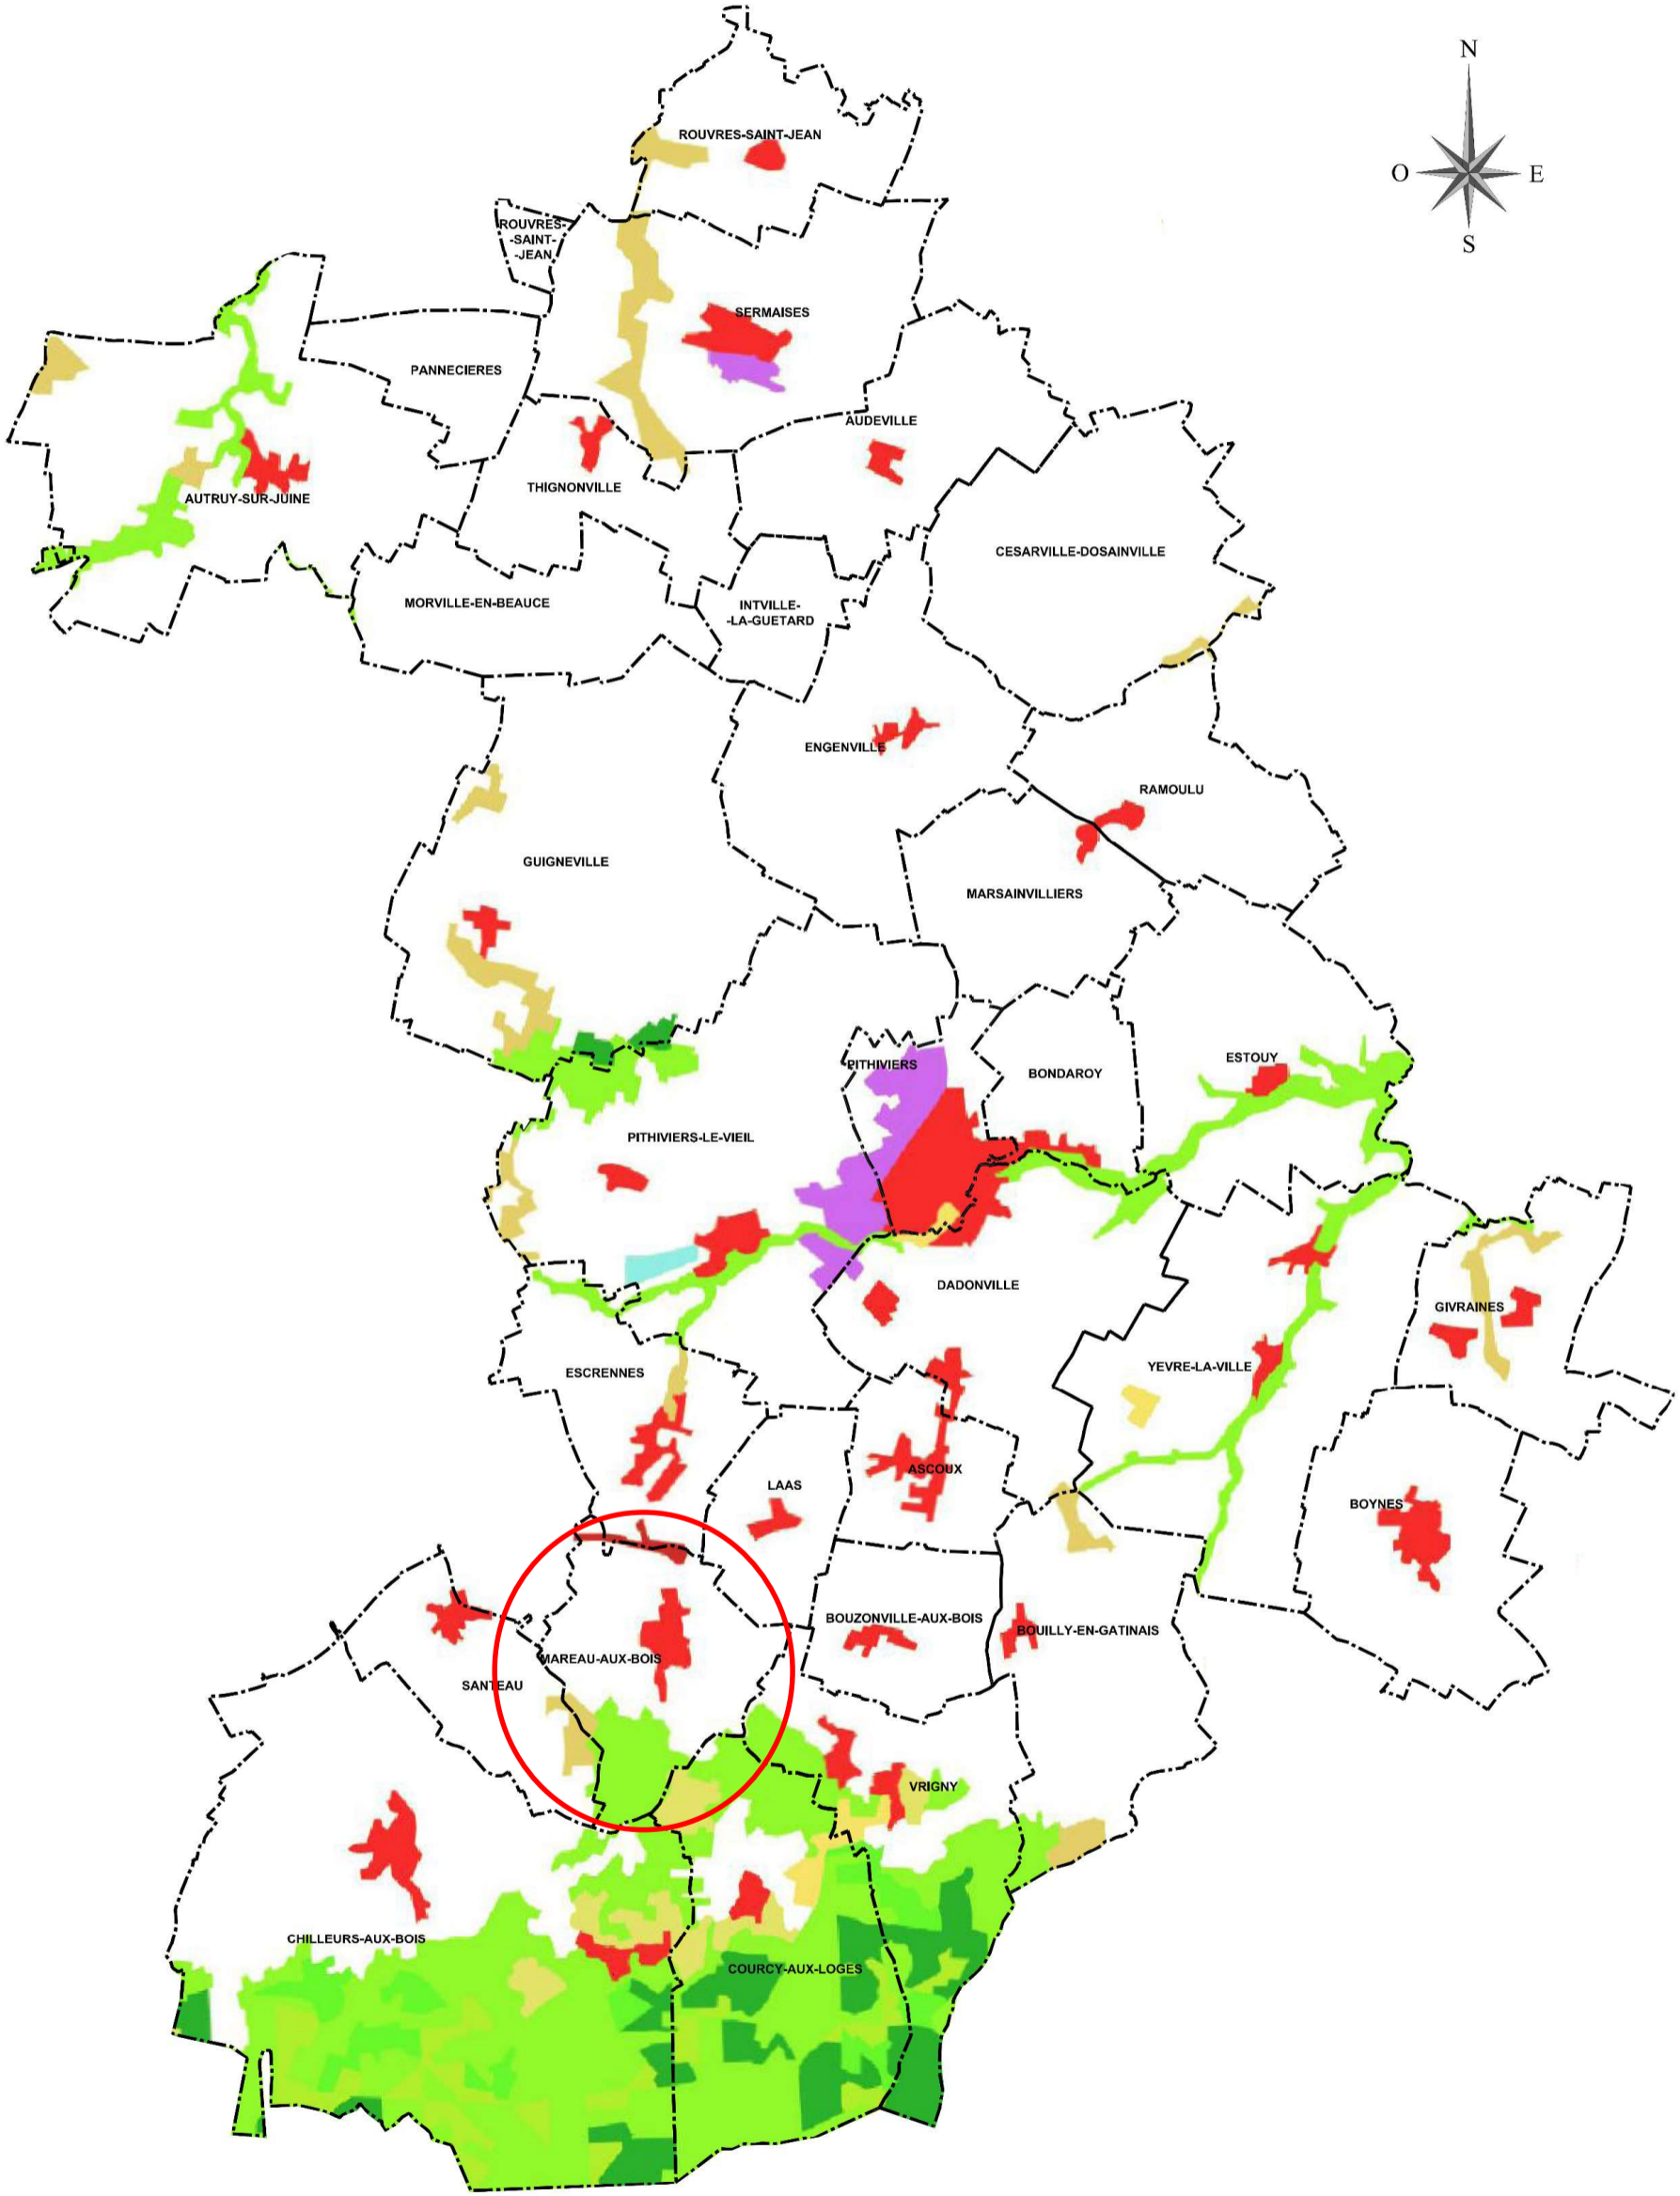 N
ROUVRES-SAINT-JEAN
O
E
S
ROUVRES-
-SAINT-
-JEAN
SERMAISES
PANNECIERES
AUDEVILLE
THIGNONVILLE
AUTRUY-SUR-JUINE
CESARVILLE-DOSAINVILLE
MORVILLE-EN-BEAUCE
INTVILLE-
-LA-GUETARD
ENGENVILLE
RAMOULU
GUIGNEVILLE
MARSAINVILLIERS
ESTOUY
PITHIVIERS
BONDAROY
PITHIVIERS-LE-VIEIL
DADONVILLE
GIVRAINES
YEVRE-LA-VILLE
ESCRENNES
ASCOUX
LAAS
BOYNES
BOUZONVILLE-AUX-BOIS
BOUILLY-EN-GATINAIS
MAREAU-AUX-BOIS
SANTEAU
VRIGNY
CHILLEURS-AUX-BOIS
COURCY-AUX-LOGES